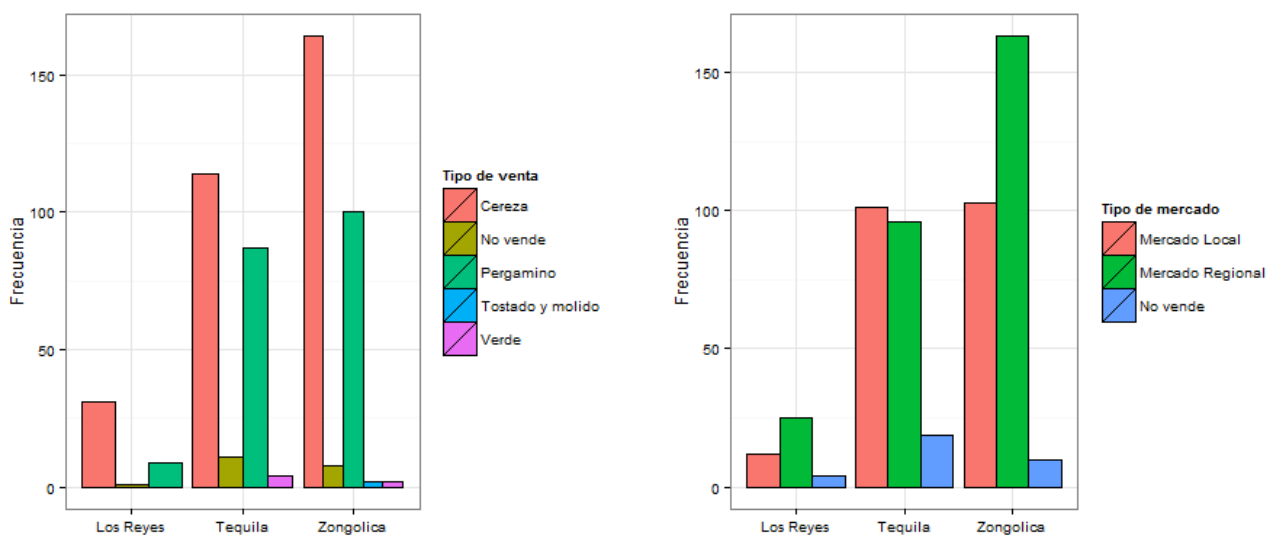 Frecuencia
150
100
50
0
Los Reyes
Tequila
Zongolica
Tipo de venta
Cereza
No vende
Pergamino
Tostado y molido
Verde
Frecuencia
150
100
50
0
Los Reyes
Tequila
Zongolica
Tipo de mercado
Mercado Local
Mercado Regional
No vende